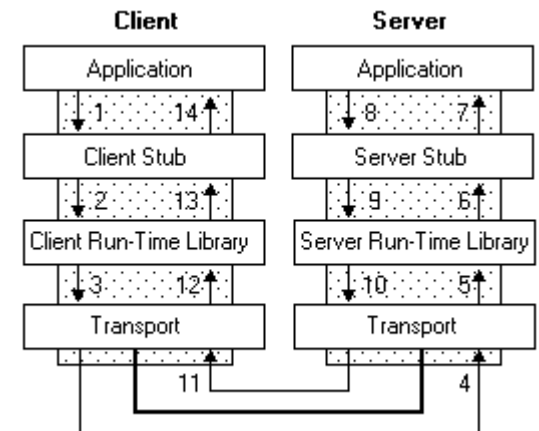 Client Server
Application Application
1 14 8 7
Client Stub Server Stub
2 13 9 6
Client Run-Time Library Server Run-Time Library
3 12 10 5
Transport Transport
11 4